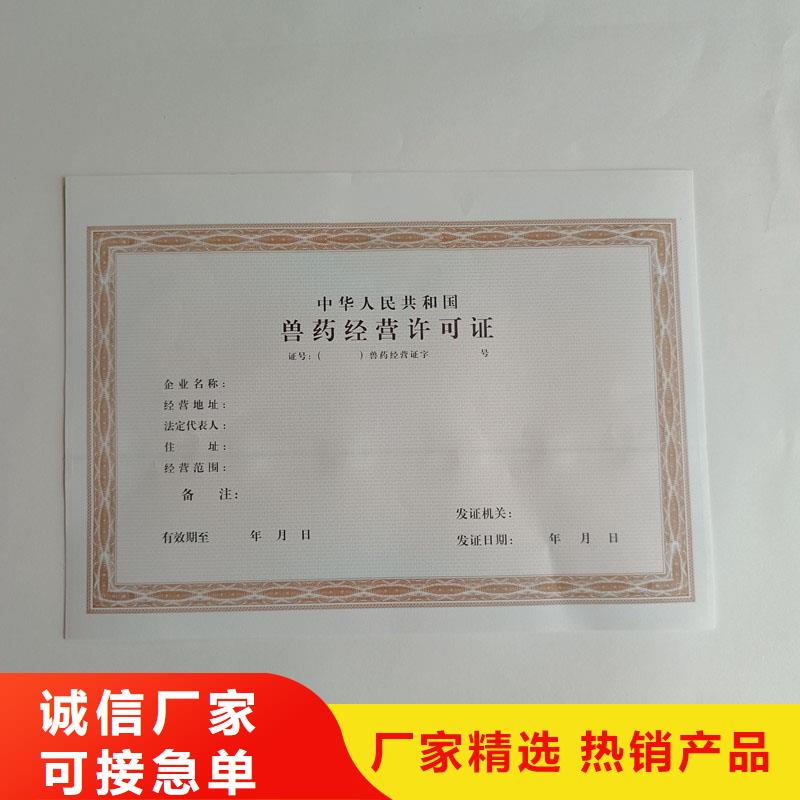 中华人民共和国
兽药经营许可证
证号：（ ）兽药经营证字 号
企业名称：
经营地址：
法定代表人：
住 址：
经营范围：
备 注：
发证机关：
有效期至 年 月 日
发证日期： 年 月 日
诚信厂家
可接急单
厂家精选 热销产品